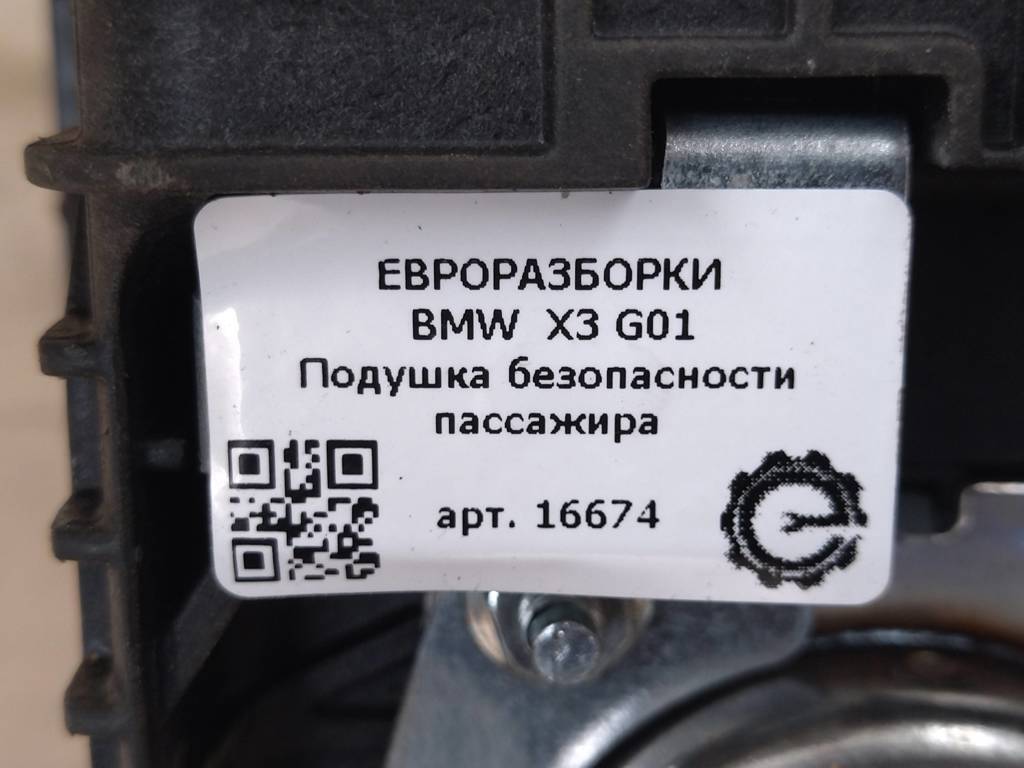 ЕВРОРАЗБОРКИ
BMW X3 G01
Подушка безопасности
пассажира
арт. 16674